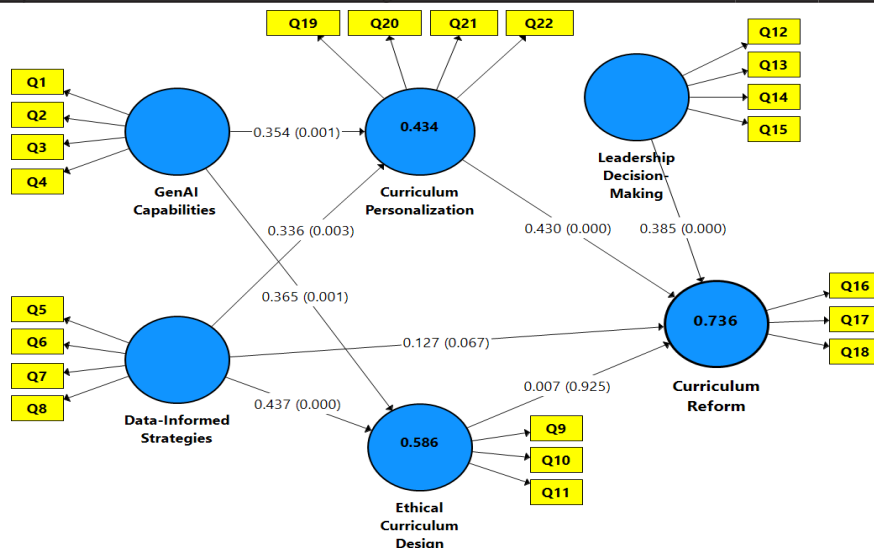 Q19
Q20
Q21
Q22
Q12
Q13
Q14
Q15
Q1
Q2
Q3
Q4
GenAI
Capabilities
0.354 (0.001)
0.434
Curriculum
Personalization
Leadership
Decision-
Making
0.336 (0.003)
0.430 (0.000)
0.385 (0.000)
0.365 (0.001)
Q5
Q6
Q7
Q8
Data-Informed
Strategies
0.127 (0.067)
0.736
Curriculum
Reform
Q16
Q17
Q18
0.437 (0.000)
0.007 (0.925)
0.586
Ethical
Curriculum
Design
Q9
Q10
Q11